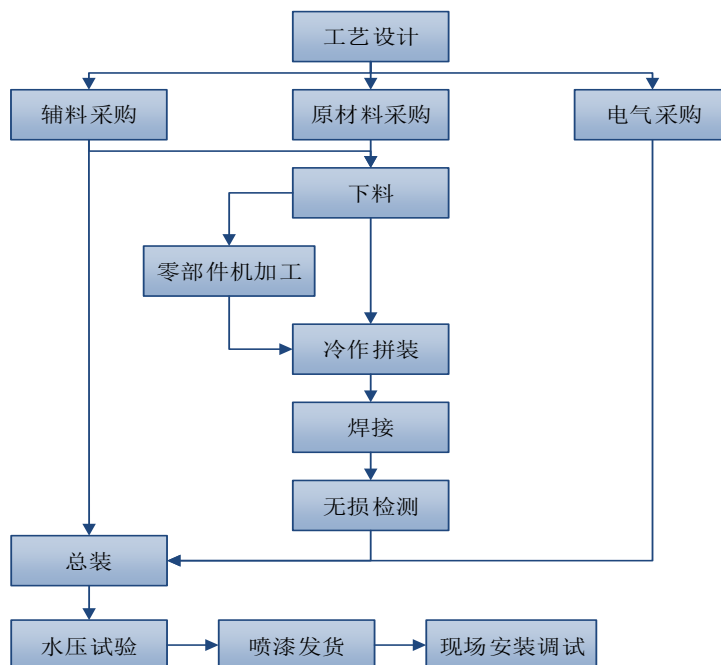 工艺设计
辅料采购
原材料采购
电气采购
下料
零部件机加工
冷作拼装
焊接
无损检测
总装
水压试验
喷漆发货
现场安装调试